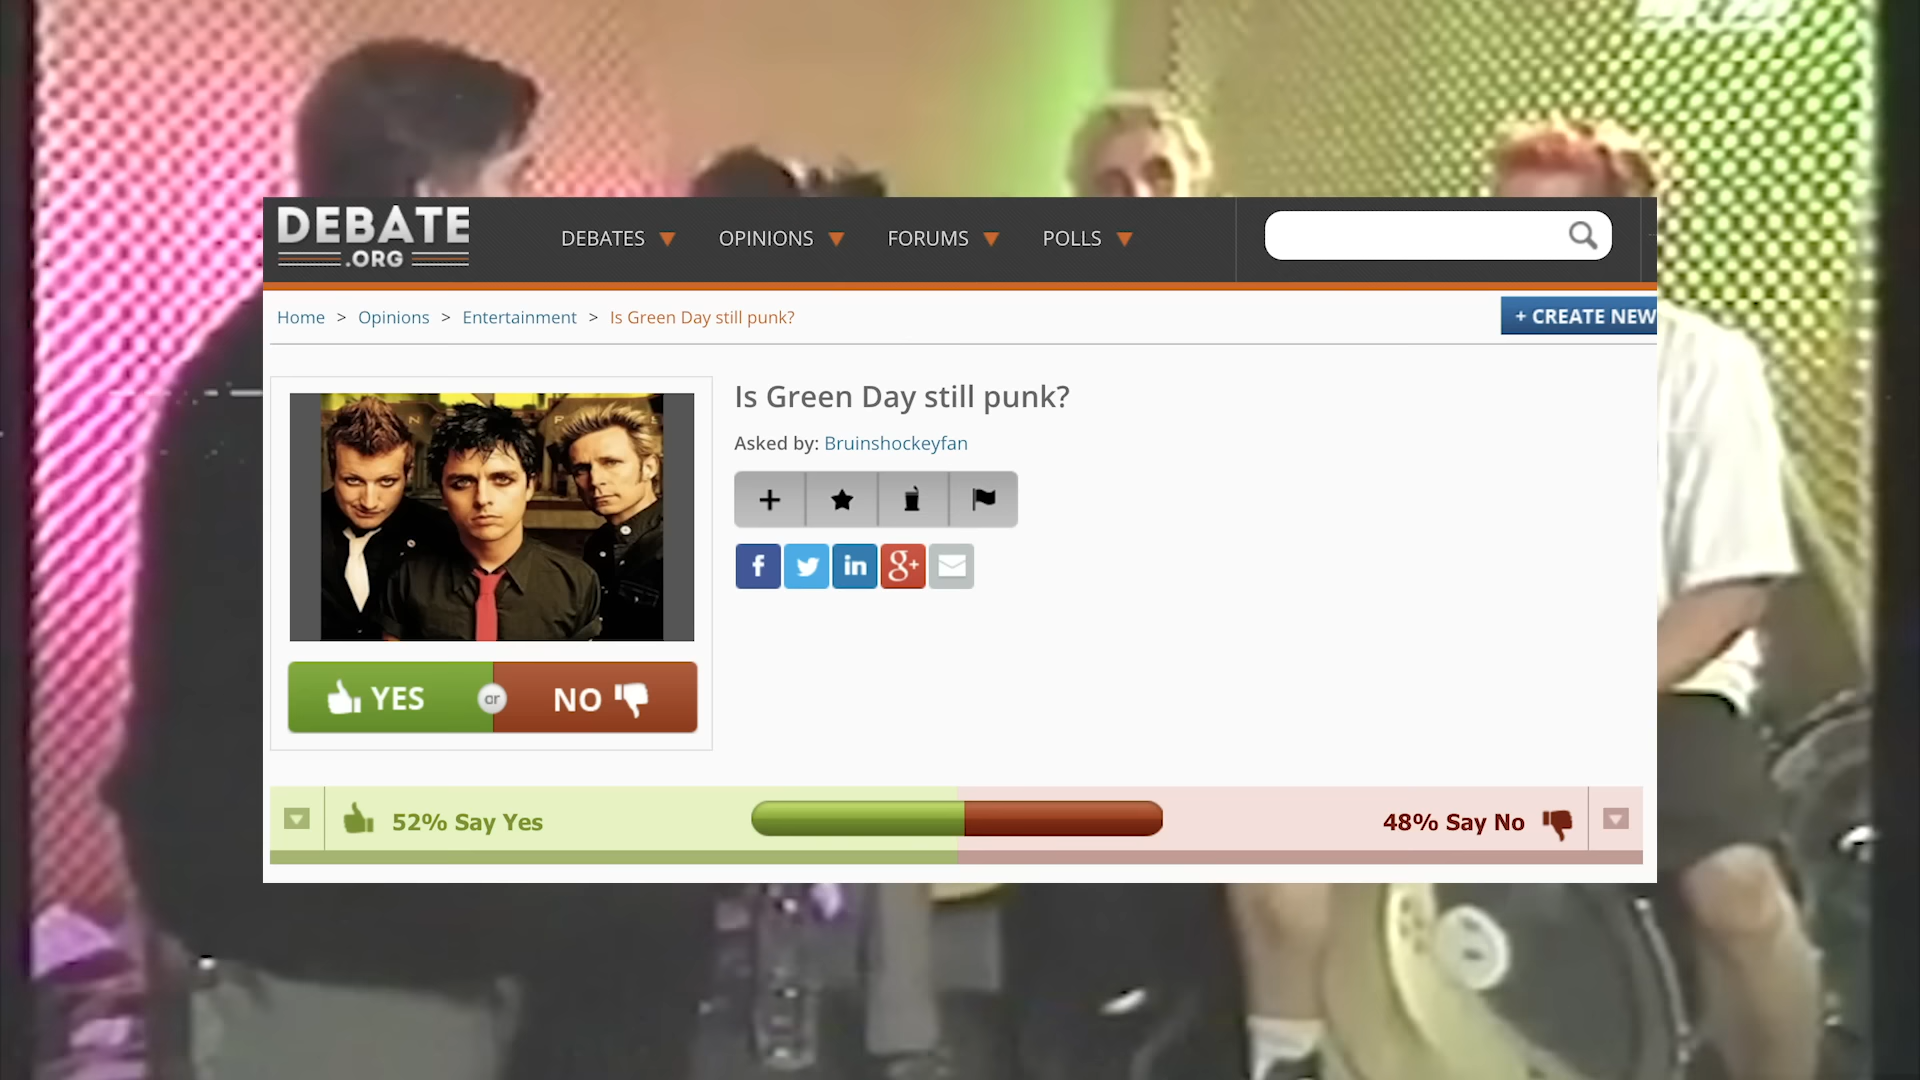 DEBATE
.ORG
DEBATES OPINIONS FORUMS POLLS
Home > Opinions > Entertainment > Is Green Day still punk?
+ CREATE NEW
Is Green Day still punk?
Asked by: Bruinshockeyfan
f in g+
YES or NO
52% Say Yes
48% Say No